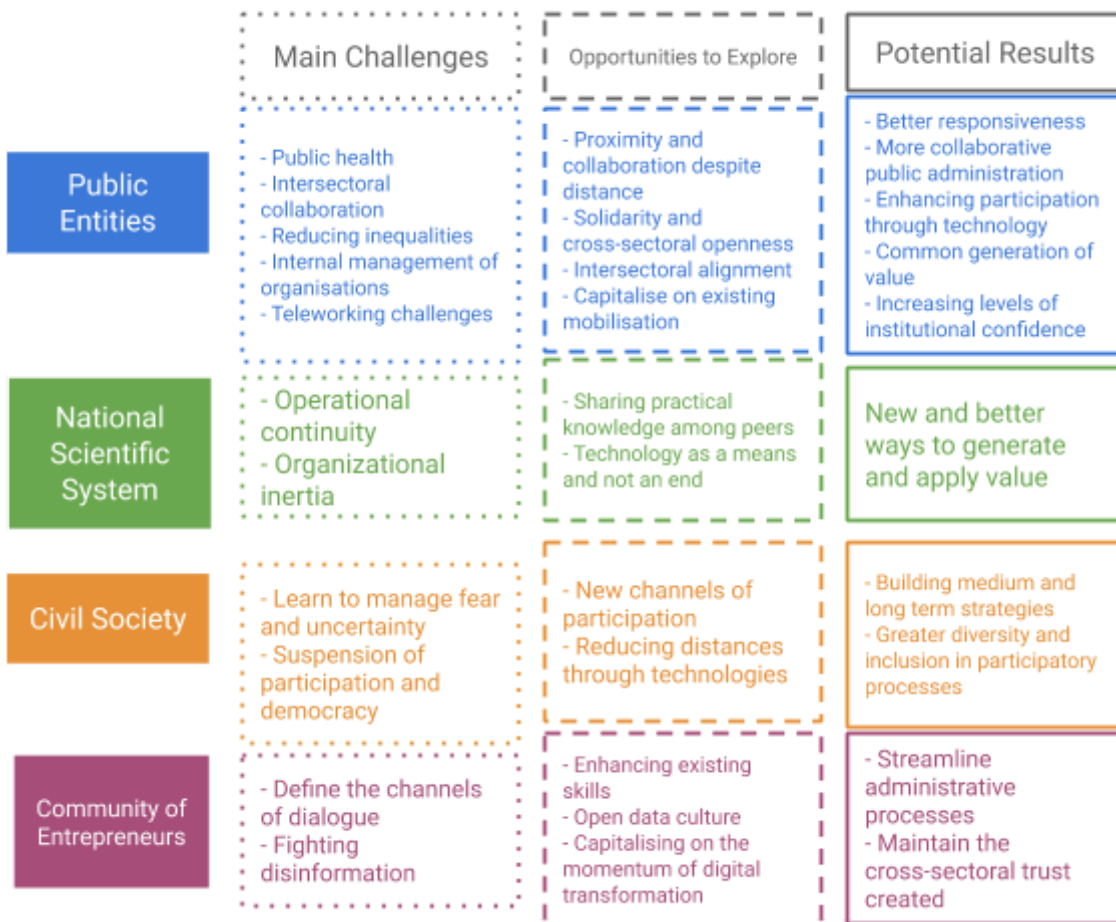 Main Challenges
Opportunities to Explore
Potential Results
Public
Entities
- Public health
- Intersectoral
collaboration
- Reducing inequalities
- Internal management of
organisations
- Teleworking challenges
- Proximity and
collaboration despite
distance
- Solidarity and
cross-sectoral openness
- Intersectoral alignment
- Capitalise on existing
mobilisation
- Better responsiveness
- More collaborative
public administration
- Enhancing participation
through technology
- Common generation of
value
- Increasing levels of
institutional confidence
National
Scientific
System
- Operational
continuity
- Organizational
inertia
- Sharing practical
knowledge among peers
- Technology as a means
and not an end
New and better
ways to generate
and apply value
Civil Society
- Learn to manage fear
and uncertainty
- Suspension of
participation and
democracy
- New channels of
participation
- Reducing distances
through technologies
- Building medium and
long term strategies
- Greater diversity and
inclusion in participatory
processes
Community of
Entrepreneurs
- Define the channels
of dialogue
- Fighting
disinformation
- Enhancing existing
skills
- Open data culture
- Capitalising on the
momentum of digital
transformation
- Streamline
administrative
processes
- Maintain the
cross-sectoral trust
created